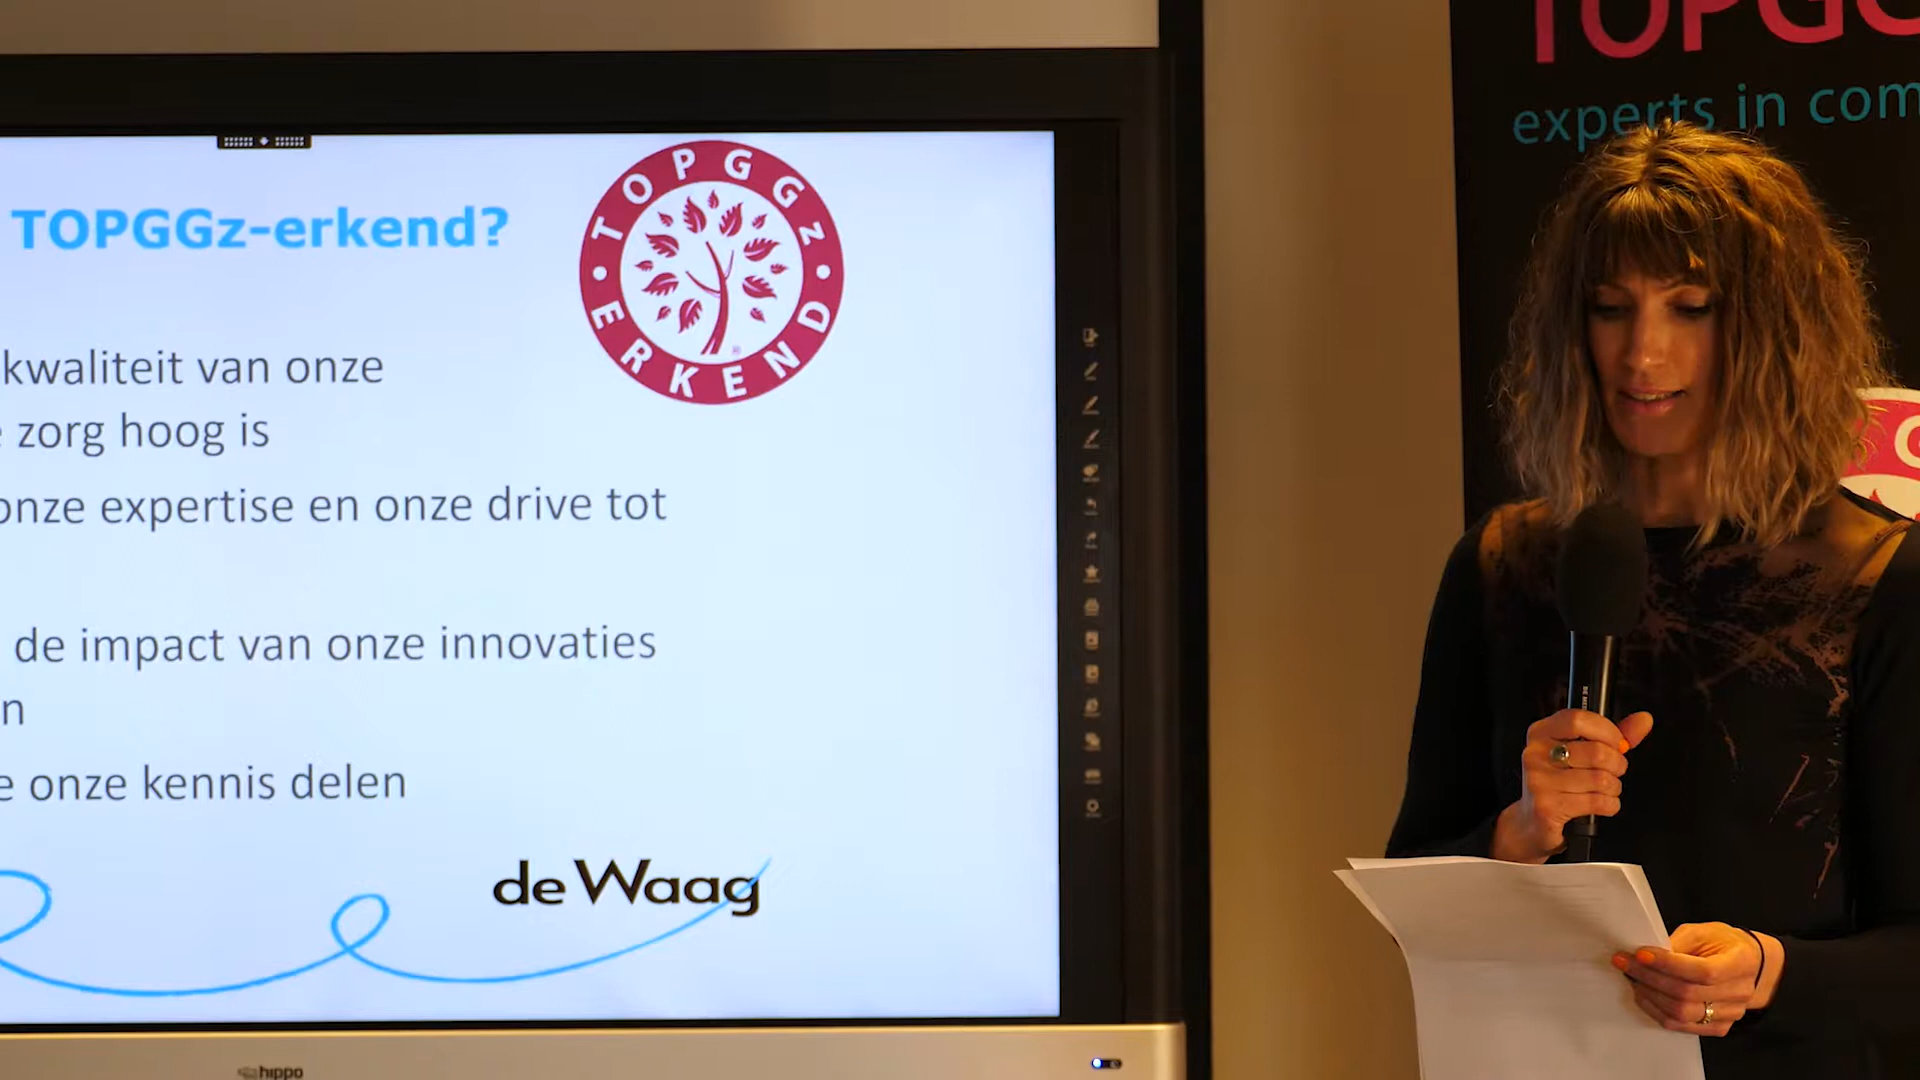 TOPGGz-erkend?
TOPGGz
ERKEND
kwaliteit van onze
e zorg hoog is
onze expertise en onze drive tot
de impact van onze innovaties
n
e onze kennis delen
de Waag
hippo
TOPGG
experts in com
G